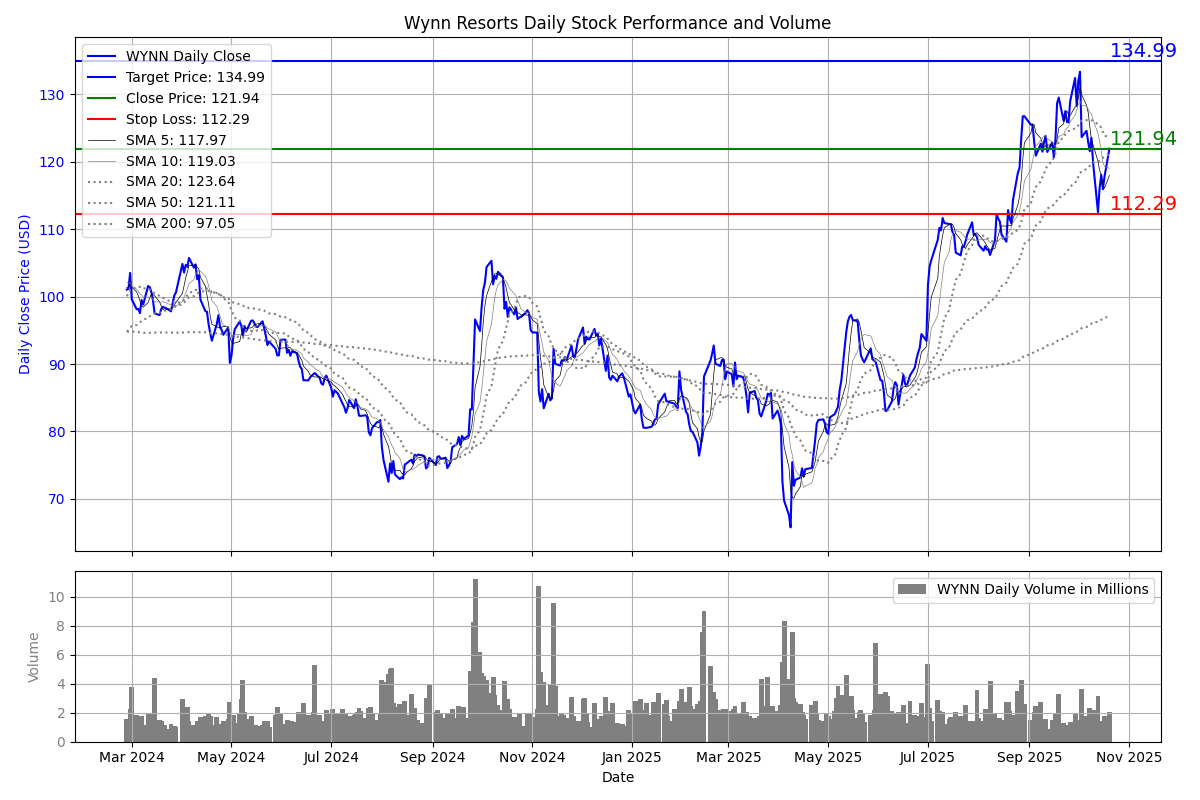 Wynn Resorts Daily Stock Performance and Volume
WYNN Daily Close
Target Price: 134.99
Close Price: 121.94
Stop Loss: 112.29
SMA 5: 117.97
SMA 10: 119.03
SMA 20: 123.64
SMA 50: 121.11
SMA 200: 97.05
134.99
121.94
112.29
Daily Close Price (USD)
130
120
110
100
90
80
70
WYNN Daily Volume in Millions
Volume
10
8
6
4
2
0
Mar 2024 May 2024 Jul 2024 Sep 2024 Nov 2024 Jan 2025 Mar 2025 May 2025 Jul 2025 Sep 2025 Nov 2025
Date